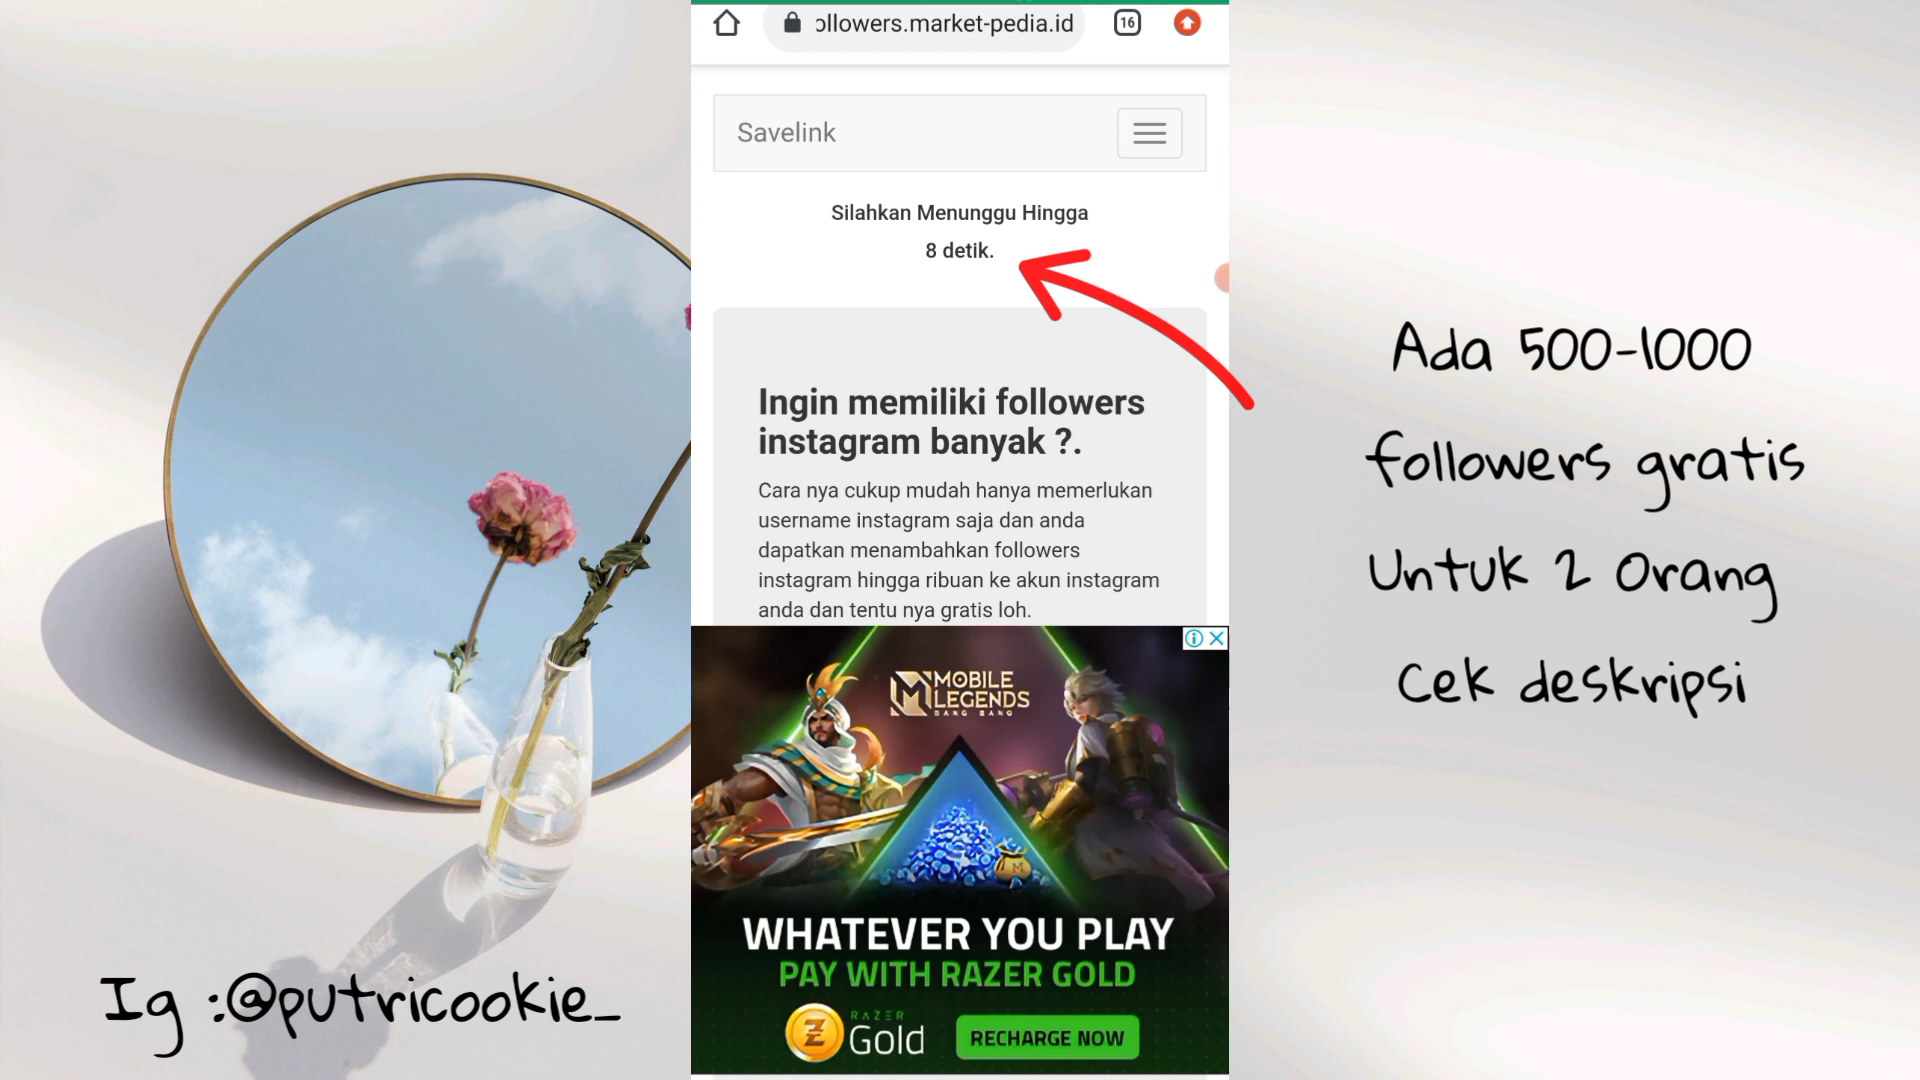 ollowers.market-pedia.id
16
Savelink
Silahkan Menunggu Hingga
8 detik.
Ingin memiliki followers
instagram banyak ?.
Cara nya cukup mudah hanya memerlukan
username instagram saja dan anda
dapatkan menambahkan followers
instagram hingga ribuan ke akun instagram
anda dan tentu nya gratis loh.
MOBILE
LEGENDS
BANG BANG
WHATEVER YOU PLAY
PAY WITH RAZER GOLD
RAZER
Gold
RECHARGE NOW
Ada 500-1000
followers gratis
Untuk 2 Orang
Cek deskripsi
Ig :@putricookie_